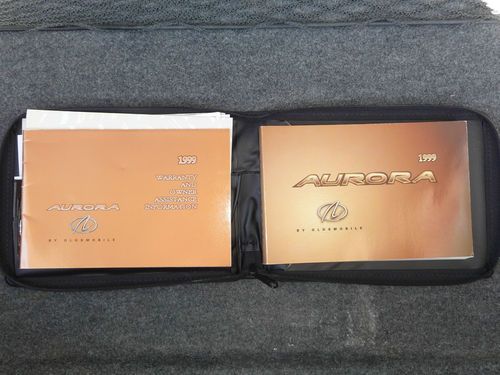 1999
WARRANTY
AND
OWNER
ASSISTANCE
INFORMATION
AURORA
BY OLDSMOBILE
1999
AURORA
BY OLDSMOBILE